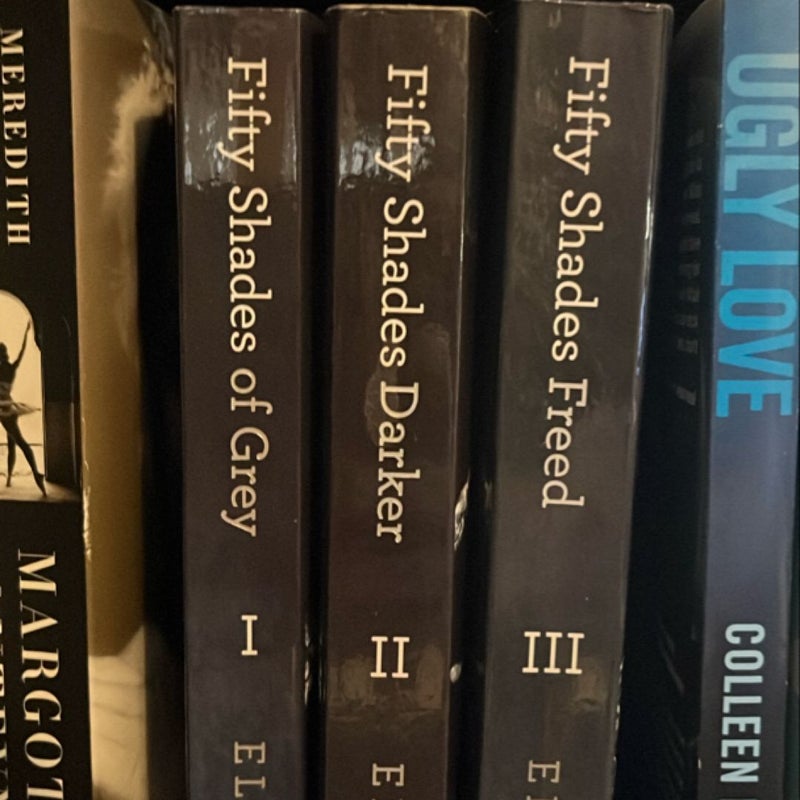 MEREDITH
MARGOT
Fifty Shades of Grey
I
E L
Fifty Shades Darker
II
E
Fifty Shades Freed
III
E
UGLY LOVE
COLLEEN